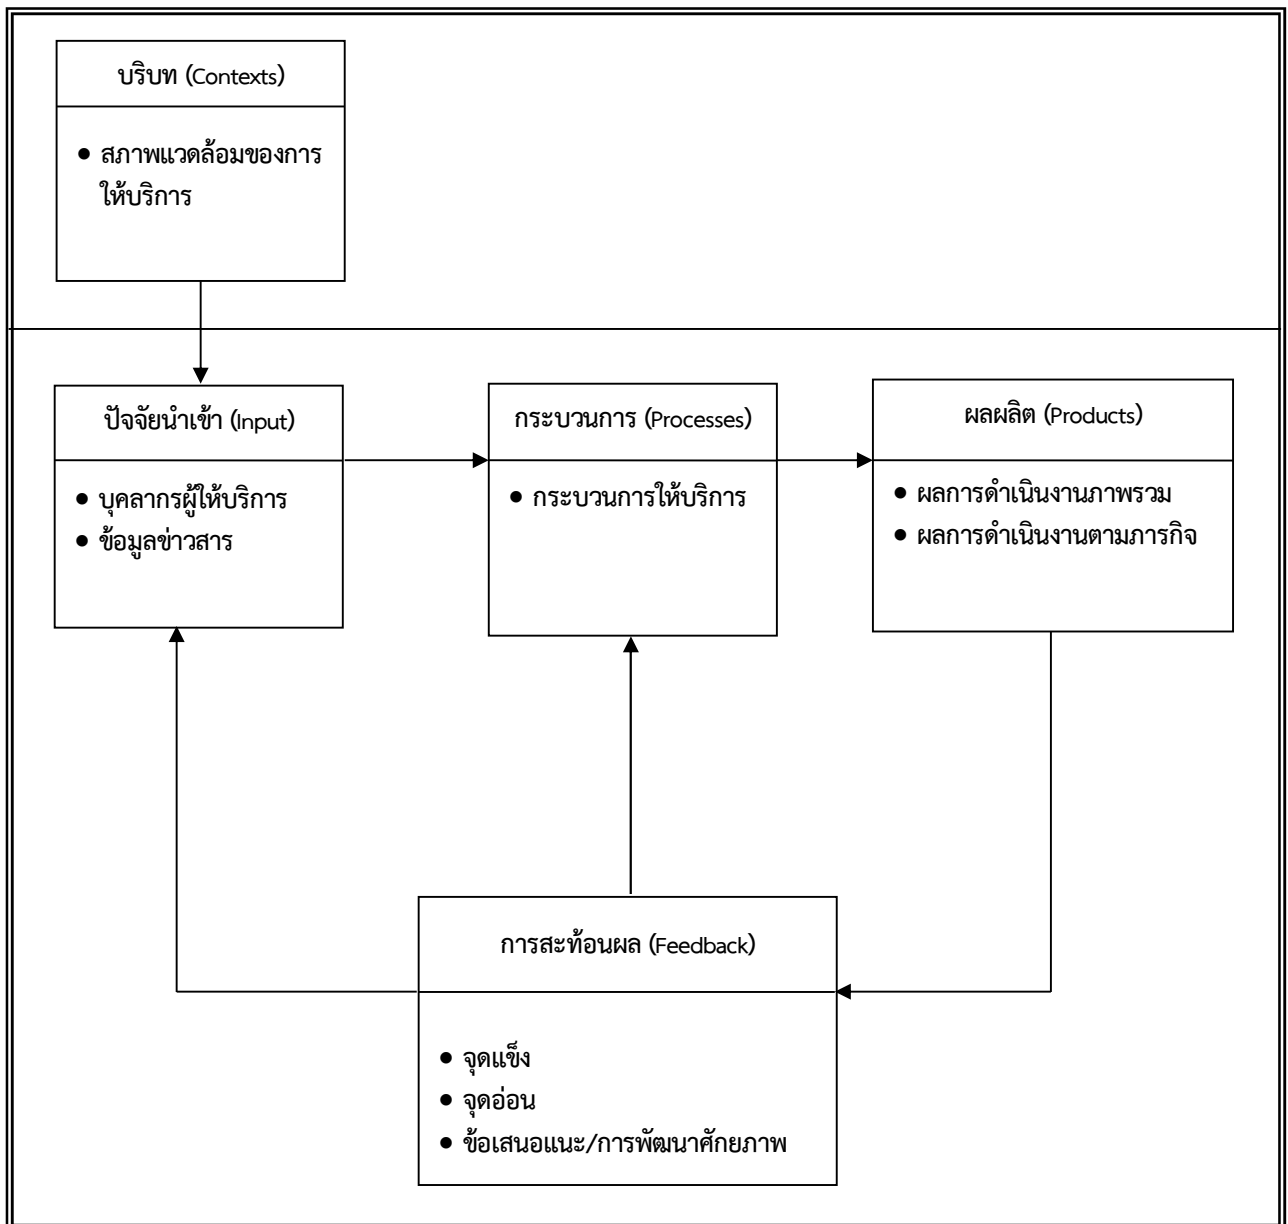 บริบท (Contexts)
● สภาพแวดล้อมของการ
ให้บริการ
ปัจจัยนำเข้า (Input)
● บุคลากรผู้ให้บริการ
● ข้อมูลข่าวสาร
กระบวนการ (Processes)
● กระบวนการให้บริการ
ผลผลิต (Products)
● ผลการดำเนินงานภาพรวม
● ผลการดำเนินงานตามภารกิจ
การสะท้อนผล (Feedback)
● จุดแข็ง
● จุดอ่อน
● ข้อเสนอแนะ/การพัฒนาศักยภาพ